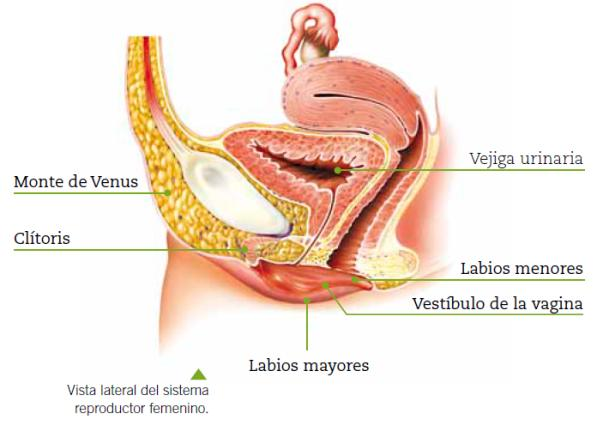 Vejiga urinaria
Monte de Venus
Clítoris
Labios menores
Vestíbulo de la vagina
Labios mayores
Vista lateral del sistema
reproductor femenino.